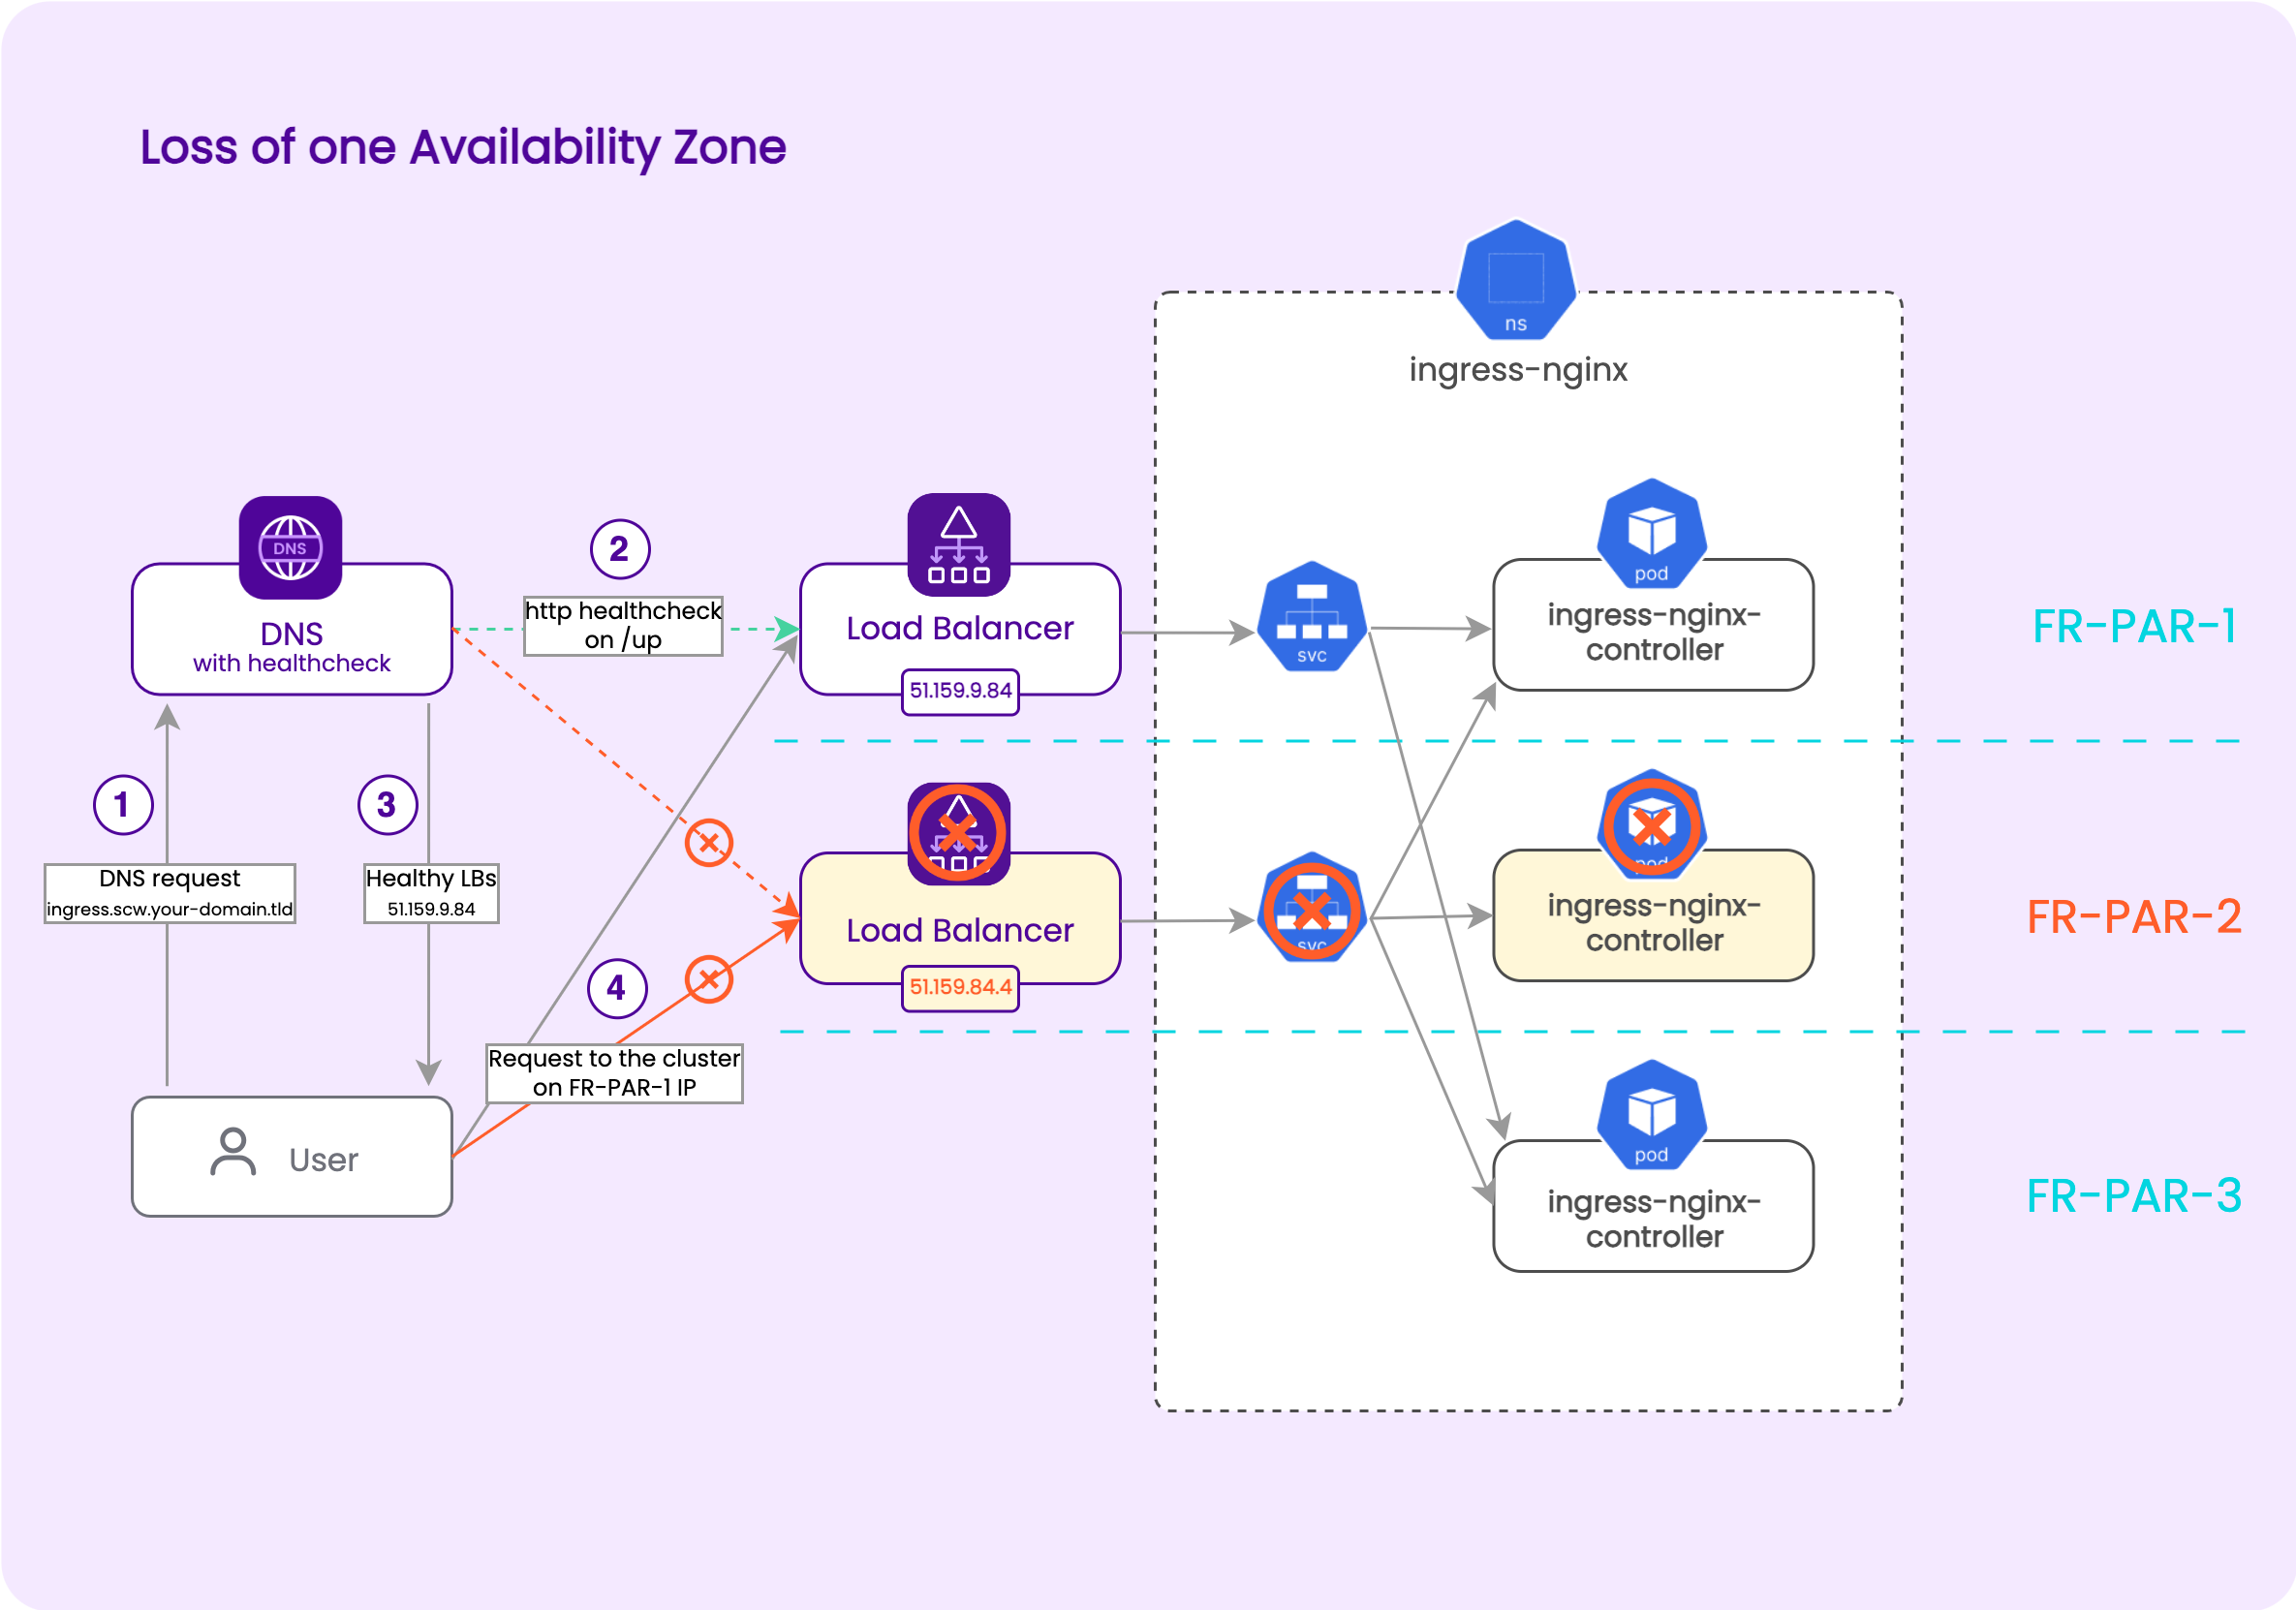 Loss of one Availability Zone
ns
ingress-nginx
DNS
DNS
with healthcheck
2
http healthcheck
on /up
Load Balancer
51.159.9.84
svc
pod
ingress-nginx-
controller
FR-PAR-1
1
DNS request
ingress.scw.your-domain.tld
3
Healthy LBs
51.159.9.84
Load Balancer
51.159.84.4
svc
pod
ingress-nginx-
controller
FR-PAR-2
4
Request to the cluster
on FR-PAR-1 IP
User
pod
ingress-nginx-
controller
FR-PAR-3